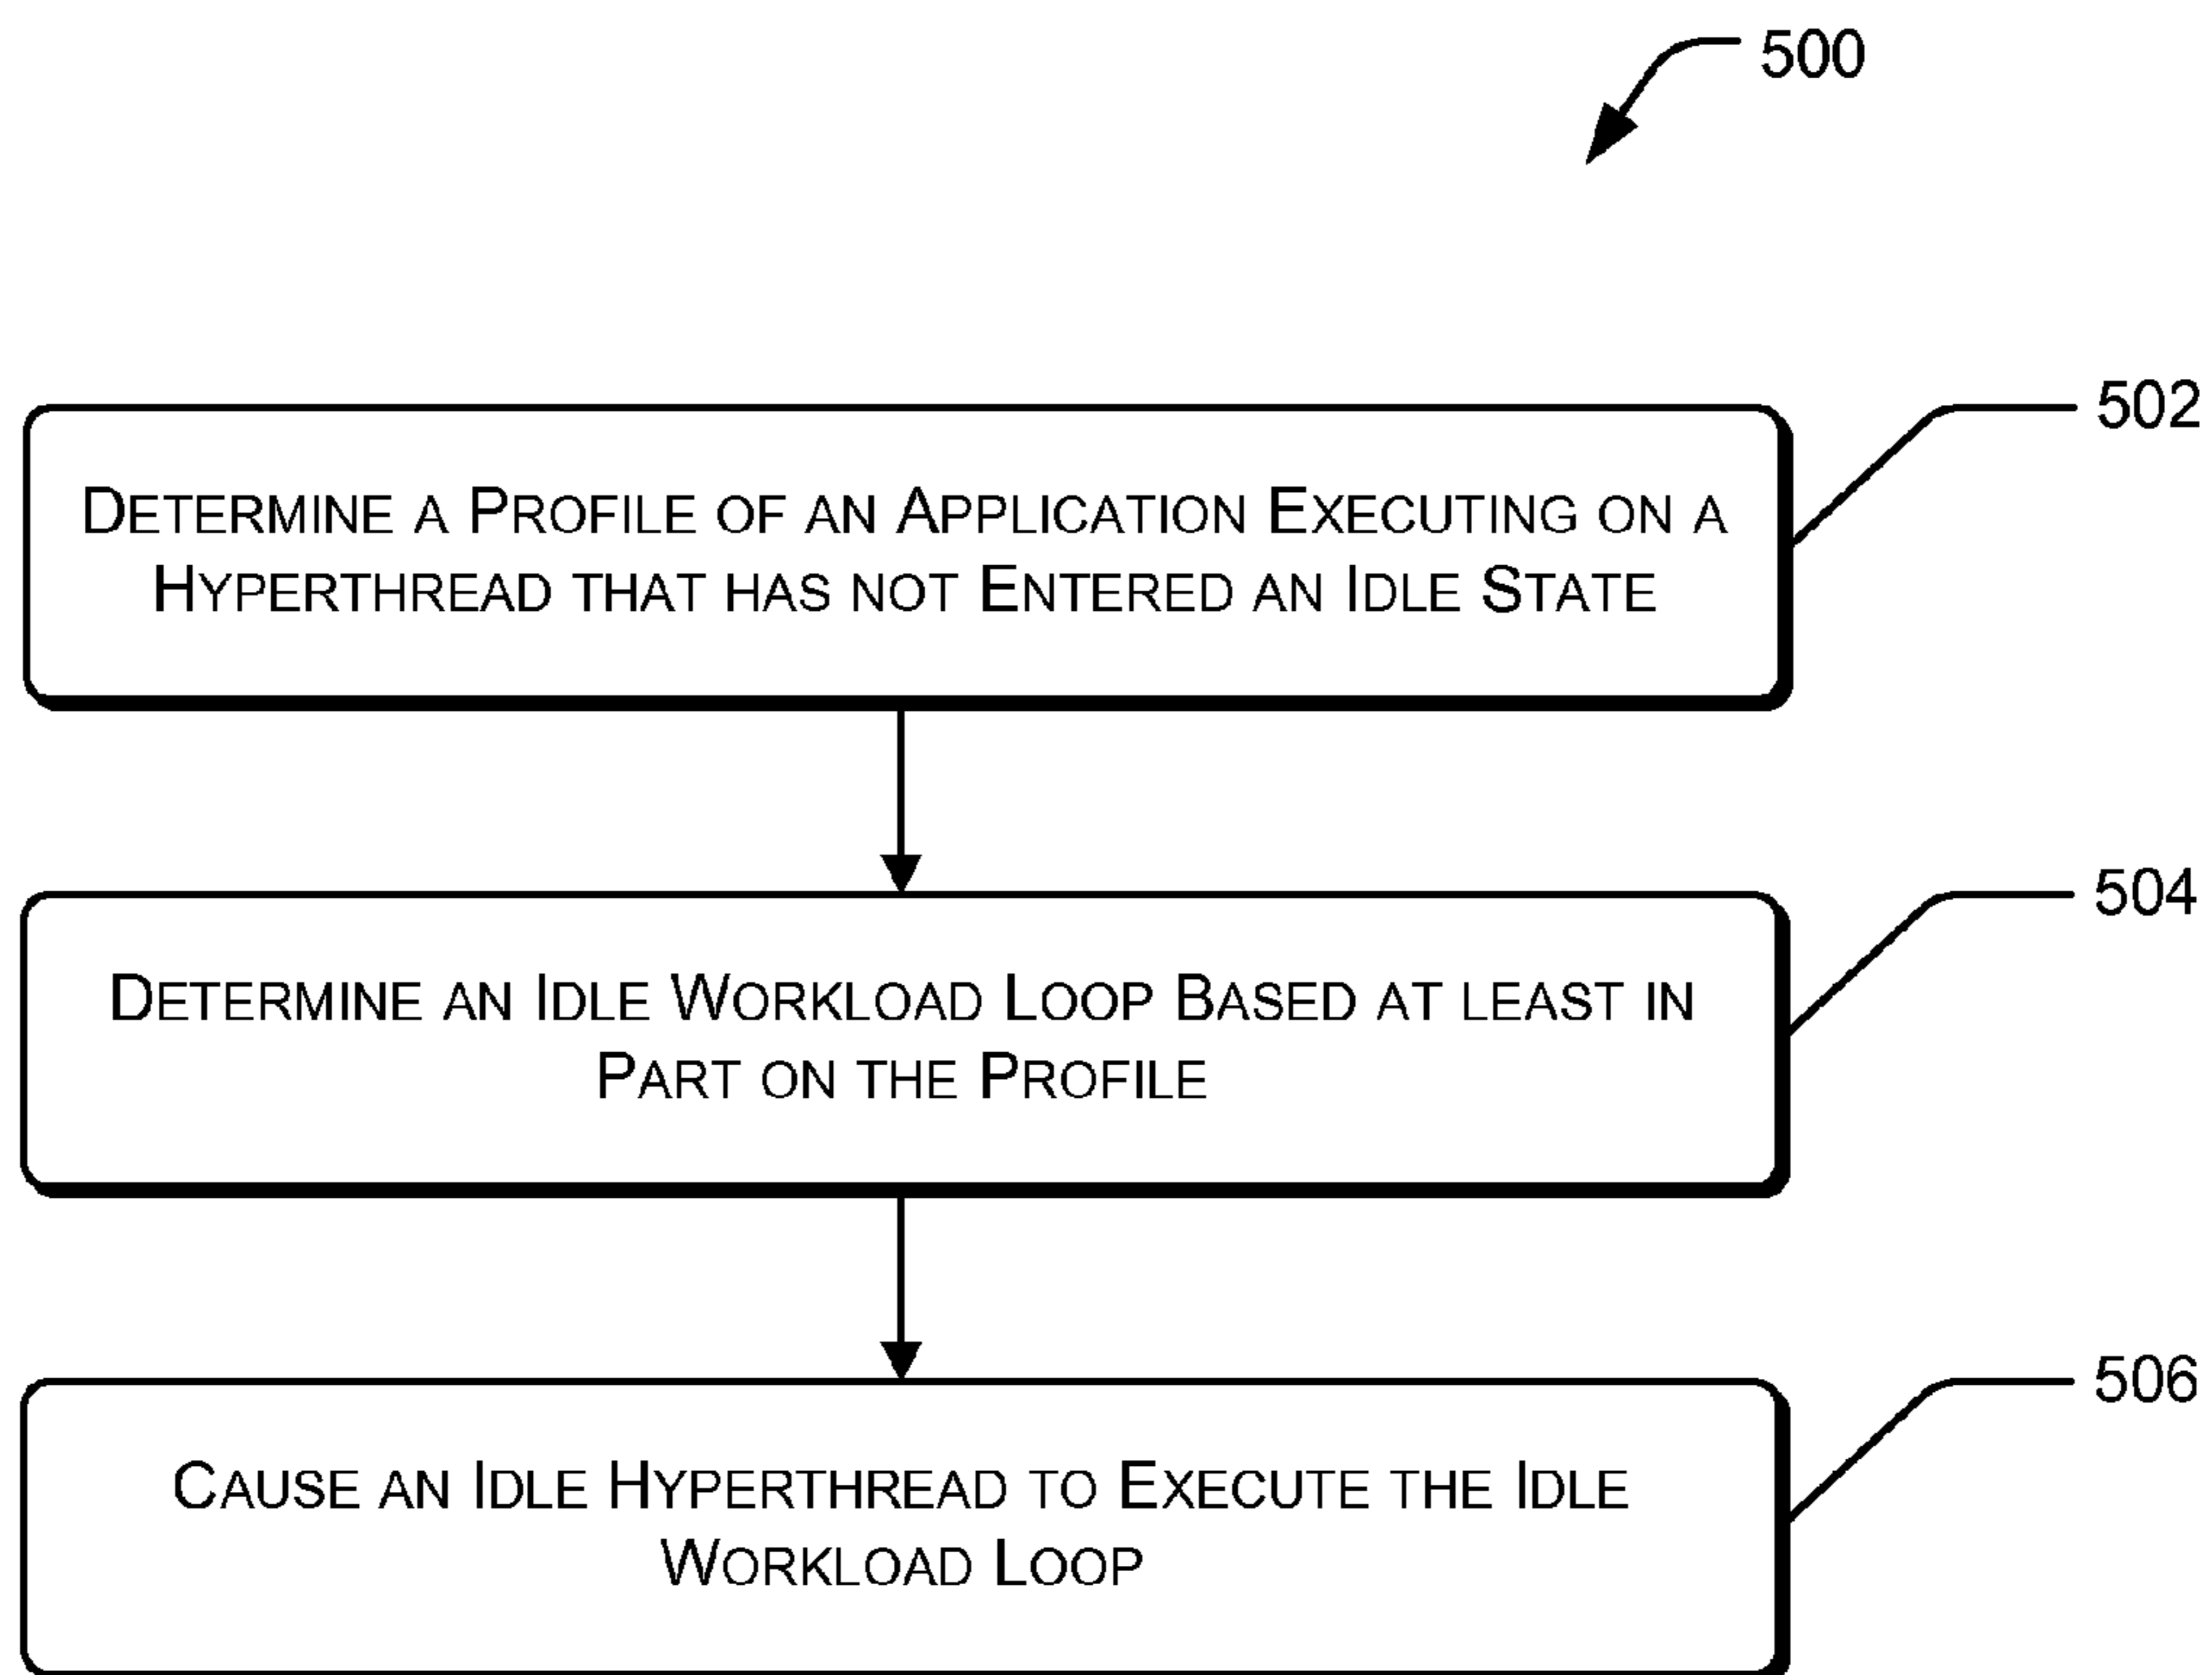 500
502
DETERMINE A PROFILE OF AN APPLICATION EXECUTING ON A
HYPERTHREAD THAT HAS NOT ENTERED AN IDLE STATE
504
DETERMINE AN IDLE WORKLOAD LOOP BASED AT LEAST IN
PART ON THE PROFILE
506
CAUSE AN IDLE HYPERTHREAD TO EXECUTE THE IDLE
WORKLOAD LOOP